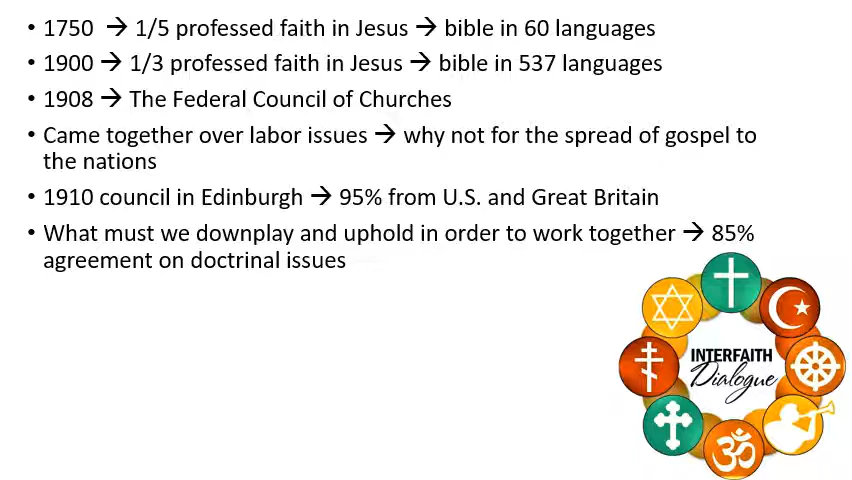 • 1750 → 1/5 professed faith in Jesus → bible in 60 languages
• 1900 → 1/3 professed faith in Jesus → bible in 537 languages
• 1908 → The Federal Council of Churches
• Came together over labor issues → why not for the spread of gospel to
the nations
• 1910 council in Edinburgh → 95% from U.S. and Great Britain
• What must we downplay and uphold in order to work together → 85%
agreement on doctrinal issues
INTERFAITH
Dialogue
ॐ